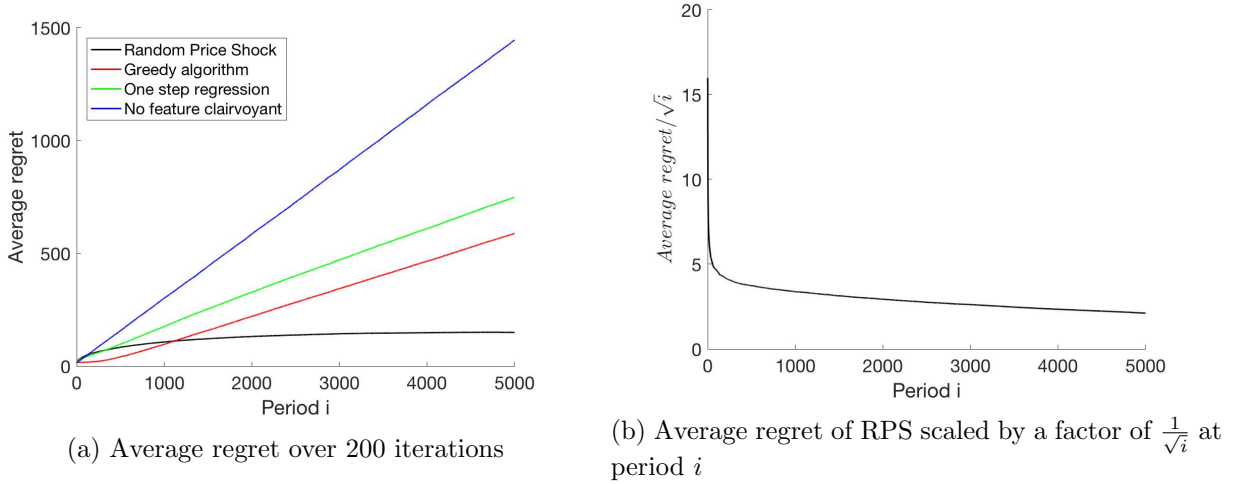 1500
1000
500
0
Average regret
Random Price Shock
Greedy algorithm
One step regression
No feature clairvoyant
0 1000 2000 3000 4000 5000
Period i
(a) Average regret over 200 iterations
20
15
10
5
0
Average regret/√i
0 1000 2000 3000 4000 5000
Period i
(b) Average regret of RPS scaled by a factor of 1/√i at
period i